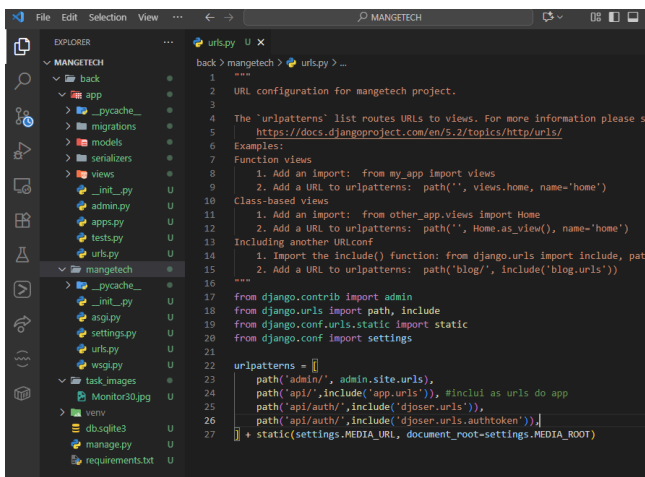 File Edit Selection View ... MANGETECH
EXPLORER ...
MANGETECH
back
app
__pycache__
migrations
models
serializers
views
__init__.py U
admin.py U
apps.py U
tests.py U
urls.py U
mangetech
__pycache__
__init__.py U
asgi.py U
settings.py U
urls.py U
wsgi.py U
task_images
Monitor30.jpg U
venv
db.sqlite3 U
manage.py U
requirements.txt U
urls.py U
back > mangetech > urls.py > ...
1 """
2 URL configuration for mangetech project.
3
4 The `urlpatterns` list routes URLs to views. For more information please s
5 https://docs.djangoproject.com/en/5.2/topics/http/urls/
6 Examples:
7 Function views
8 1. Add an import:  from my_app import views
9 2. Add a URL to urlpatterns:  path('', views.home, name='home')
10 Class-based views
11 1. Add an import:  from other_app.views import Home
12 2. Add a URL to urlpatterns:  path('', Home.as_view(), name='home')
13 Including another URLconf
14 1. Import the include() function: from django.urls import include, pat
15 2. Add a URL to urlpatterns:  path('blog/', include('blog.urls'))
16 """
17 from django.contrib import admin
18 from django.urls import path, include
19 from django.conf.urls.static import static
20 from django.conf import settings
21
22 urlpatterns = [
23 path('admin/', admin.site.urls),
24 path('api/',include('app.urls')), #inclui as urls do app
25 path('api/auth/',include('djoser.urls')),
26 path('api/auth/',include('djoser.urls.authtoken')),
27 ] + static(settings.MEDIA_URL, document_root=settings.MEDIA_ROOT)